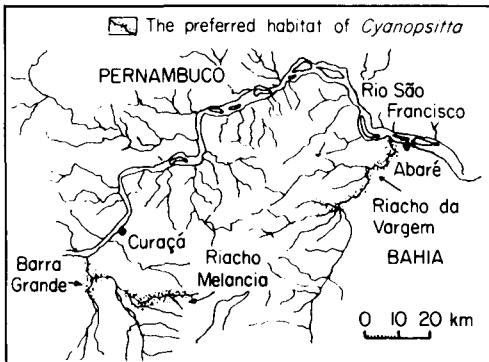 The preferred habitat of Cyanopsitta
PERNAMBUCO
Rio São
Francisco
Abaré
Riacho da
Vargem
BAHIA
Curaçá
Riacho
Melancia
Barra
Grande
0 10 20 km